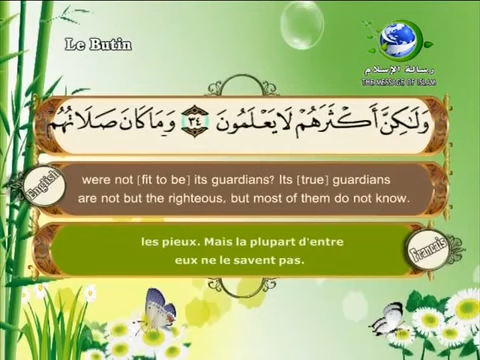 Le Butin
رسالة الإسلام
THE MESSAGE OF ISLAM
وَلَٰكِنَّ أَكْثَرَهُمْ لَا يَعْلَمُونَ ٣٤ وَمَا كَانَ صَلَاتُهُمْ
English
were not [fit to be] its guardians? Its [true] guardians
are not but the righteous, but most of them do not know.
les pieux. Mais la plupart d'entre
eux ne le savent pas.
Français